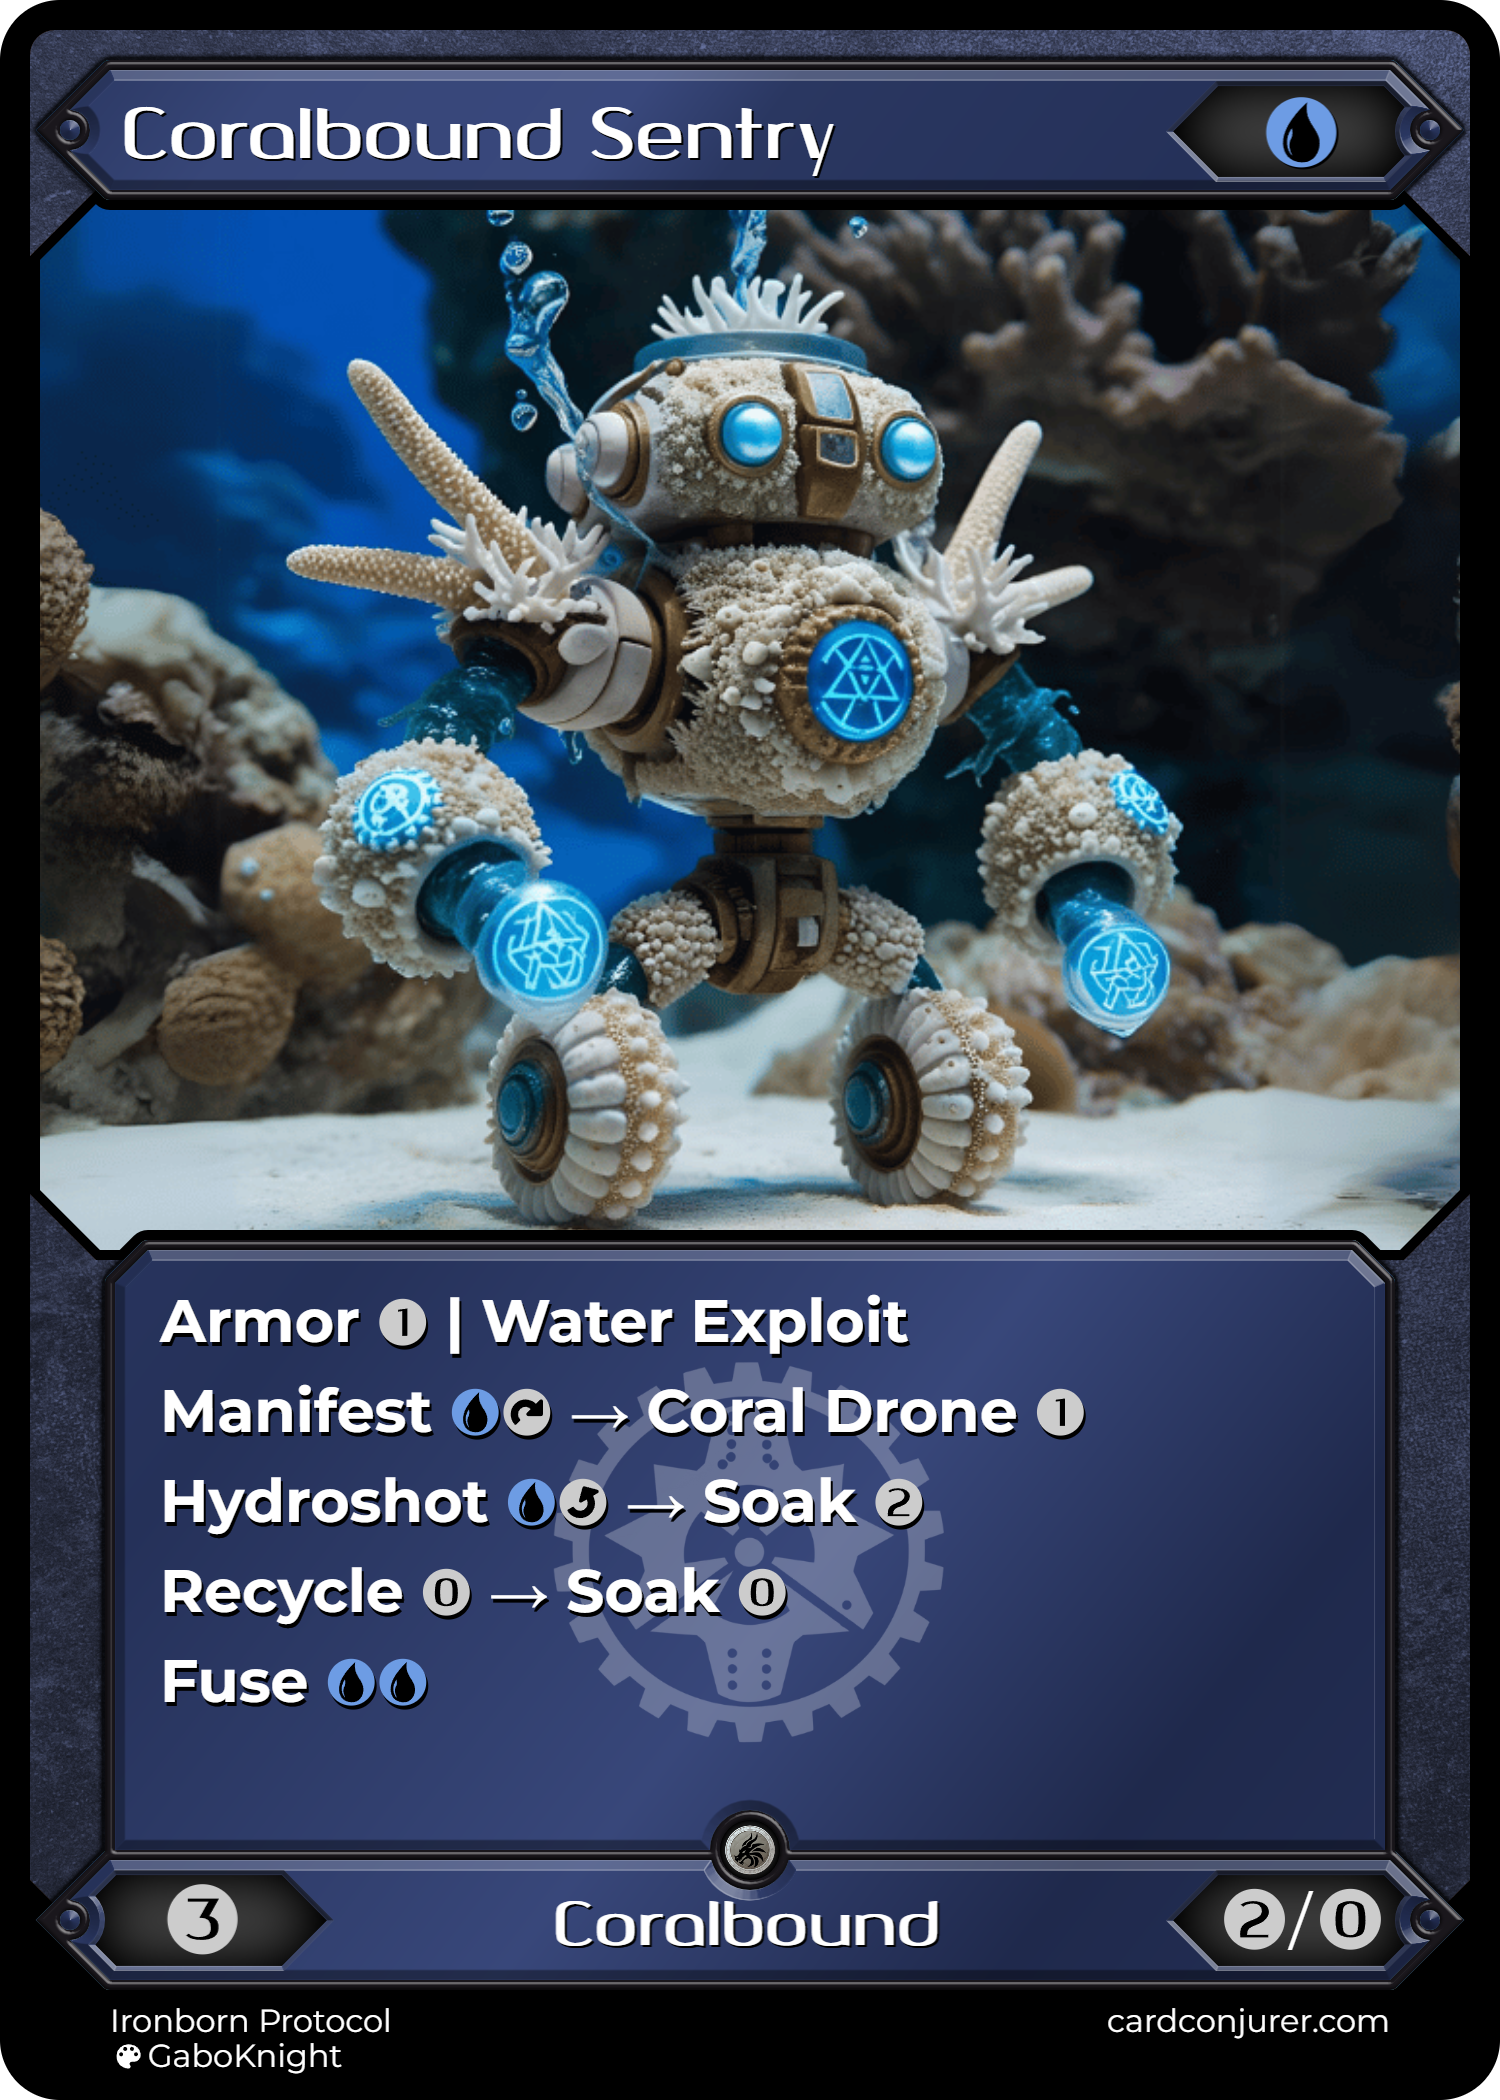 Coralbound Sentry
Armor 1 | Water Exploit
Manifest → Coral Drone 1
Hydroshot → Soak 2
Recycle 0 → Soak 0
Fuse
3 Coralbound 2/0
Ironborn Protocol cardconjurer.com
GaboKnight